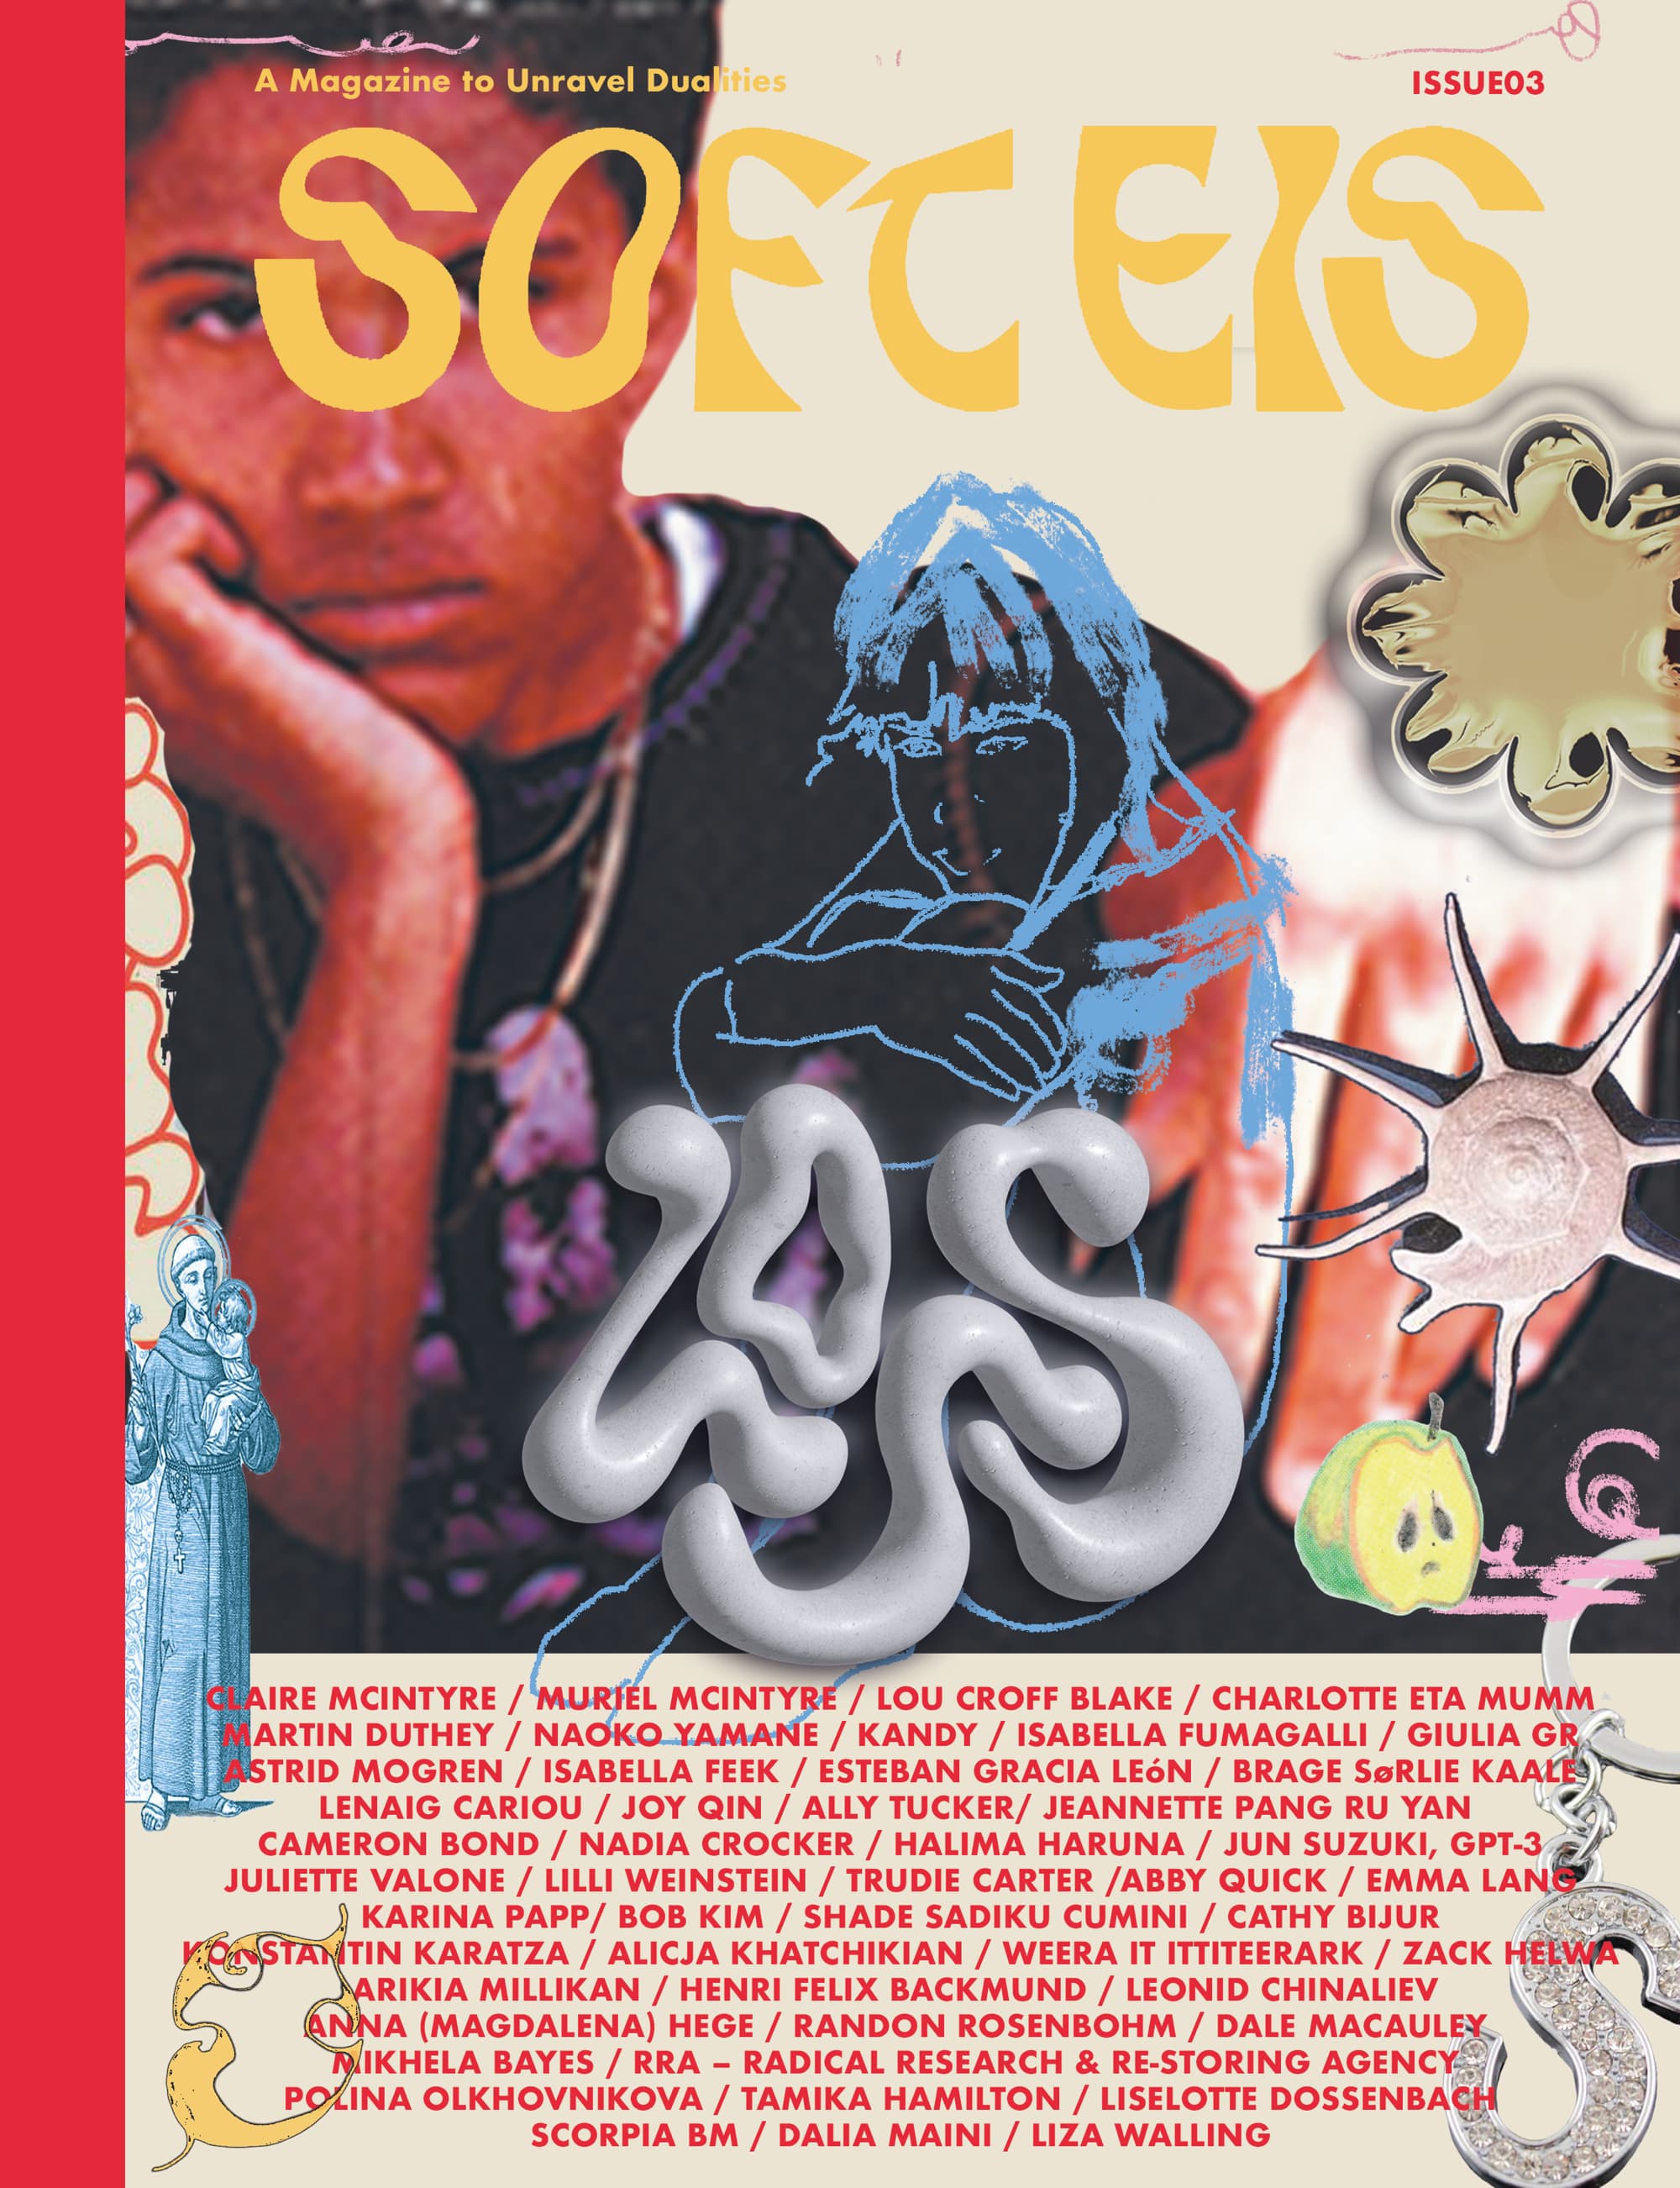 A Magazine to Unravel Dualities
ISSUE03
SOFT EIS
CLAIRE MCINTYRE / MURIEL MCINTYRE / LOU CROFF BLAKE / CHARLOTTE ETA MUMM
MARTIN DUTHEY / NAOKO YAMANE / KANDY / ISABELLA FUMAGALLI / GIULIA GR
ASTRID MOGREN / ISABELLA FEEK / ESTEBAN GRACIA LEóN / BRAGE SøRLIE KAALE
LENAIG CARIOU / JOY QIN / ALLY TUCKER/ JEANNETTE PANG RU YAN
CAMERON BOND / NADIA CROCKER / HALIMA HARUNA / JUN SUZUKI, GPT-3
JULIETTE VALONE / LILLI WEINSTEIN / TRUDIE CARTER /ABBY QUICK / EMMA LANG
KARINA PAPP/ BOB KIM / SHADE SADIKU CUMINI / CATHY BIJUR
KONSTANTIN KARATZA / ALICJA KHATCHIKIAN / WEERA IT ITTITEERARK / ZACK HELWA
ARIKIA MILLIKAN / HENRI FELIX BACKMUND / LEONID CHINALIEV
ANNA (MAGDALENA) HEGE / RANDON ROSENBOHM / DALE MACAULEY
MIKHELA BAYES / RRA – RADICAL RESEARCH & RE-STORING AGENCY
POLINA OLKHOVNIKOVA / TAMIKA HAMILTON / LISELOTTE DOSSENBACH
SCORPIA BM / DALIA MAINI / LIZA WALLING
S